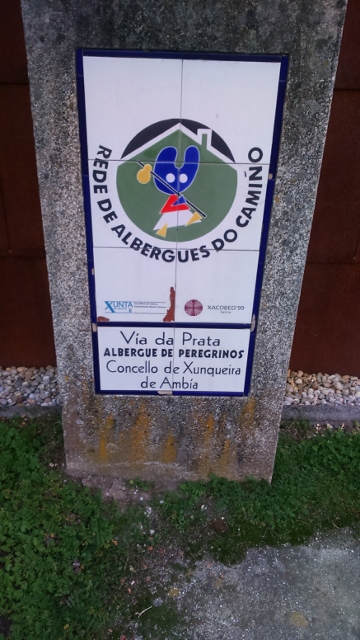 REDE DE ALBERGUES DO CAMIÑO
XUNTA
XACOBEO'99
Vía da Prata
ALBERGUE DE PEREGRINOS
Concello de Xunqueira
de Ambía